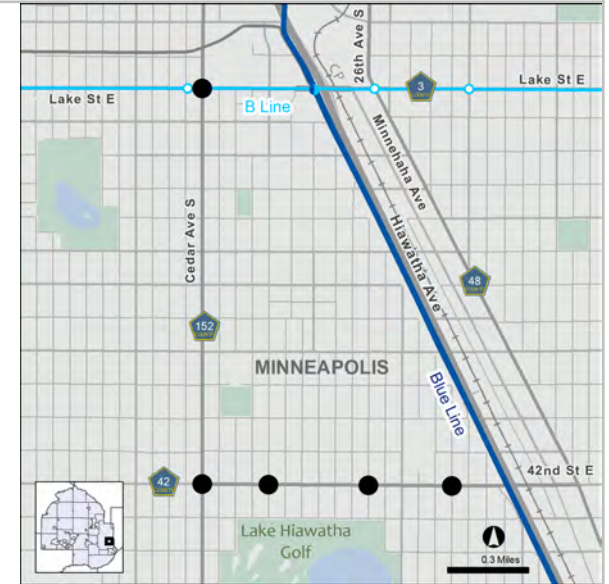 26th Ave S
CP
3
Lake St E
Lake St E
B Line
Minnehaha Ave
Cedar Ave S
Hiawatha Ave
48
152
MINNEAPOLIS
Blue Line
42
42nd St E
Lake Hiawatha
Golf
0.3 Miles